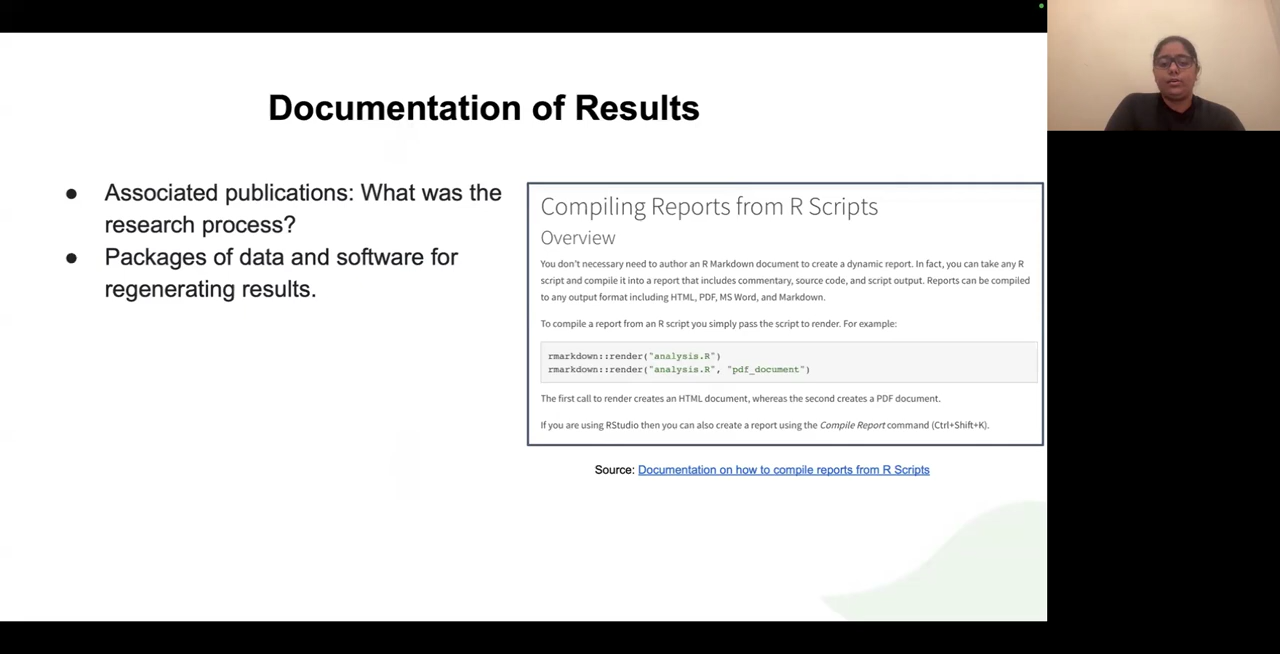 Documentation of Results
● Associated publications: What was the
research process?
● Packages of data and software for
regenerating results.
Compiling Reports from R Scripts
Overview
You don't necessarily need to author an R Markdown document to create a dynamic report. In fact, you can take any R
script and compile it into a report that includes commentary, source code, and script output. Reports can be compiled
to any output format including HTML, PDF, MS Word, and Markdown.
To compile a report from an R script you simply pass the script to render. For example:
rmarkdown::render("analysis.R")
rmarkdown::render("analysis.R", "pdf_document")
The first call to render creates an HTML document, whereas the second creates a PDF document.
If you are using RStudio then you can also create a report using the Compile Report command (Ctrl+Shift+K).
Source: Documentation on how to compile reports from R Scripts